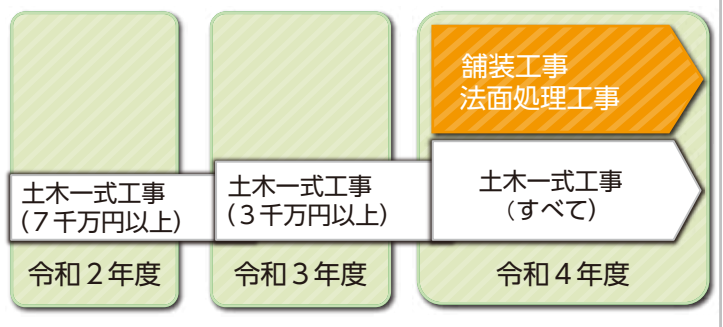 舗装工事
法面処理工事
土木一式工事
(７千万円以上)
土木一式工事
(３千万円以上)
土木一式工事
(すべて)
令和２年度
令和３年度
令和４年度